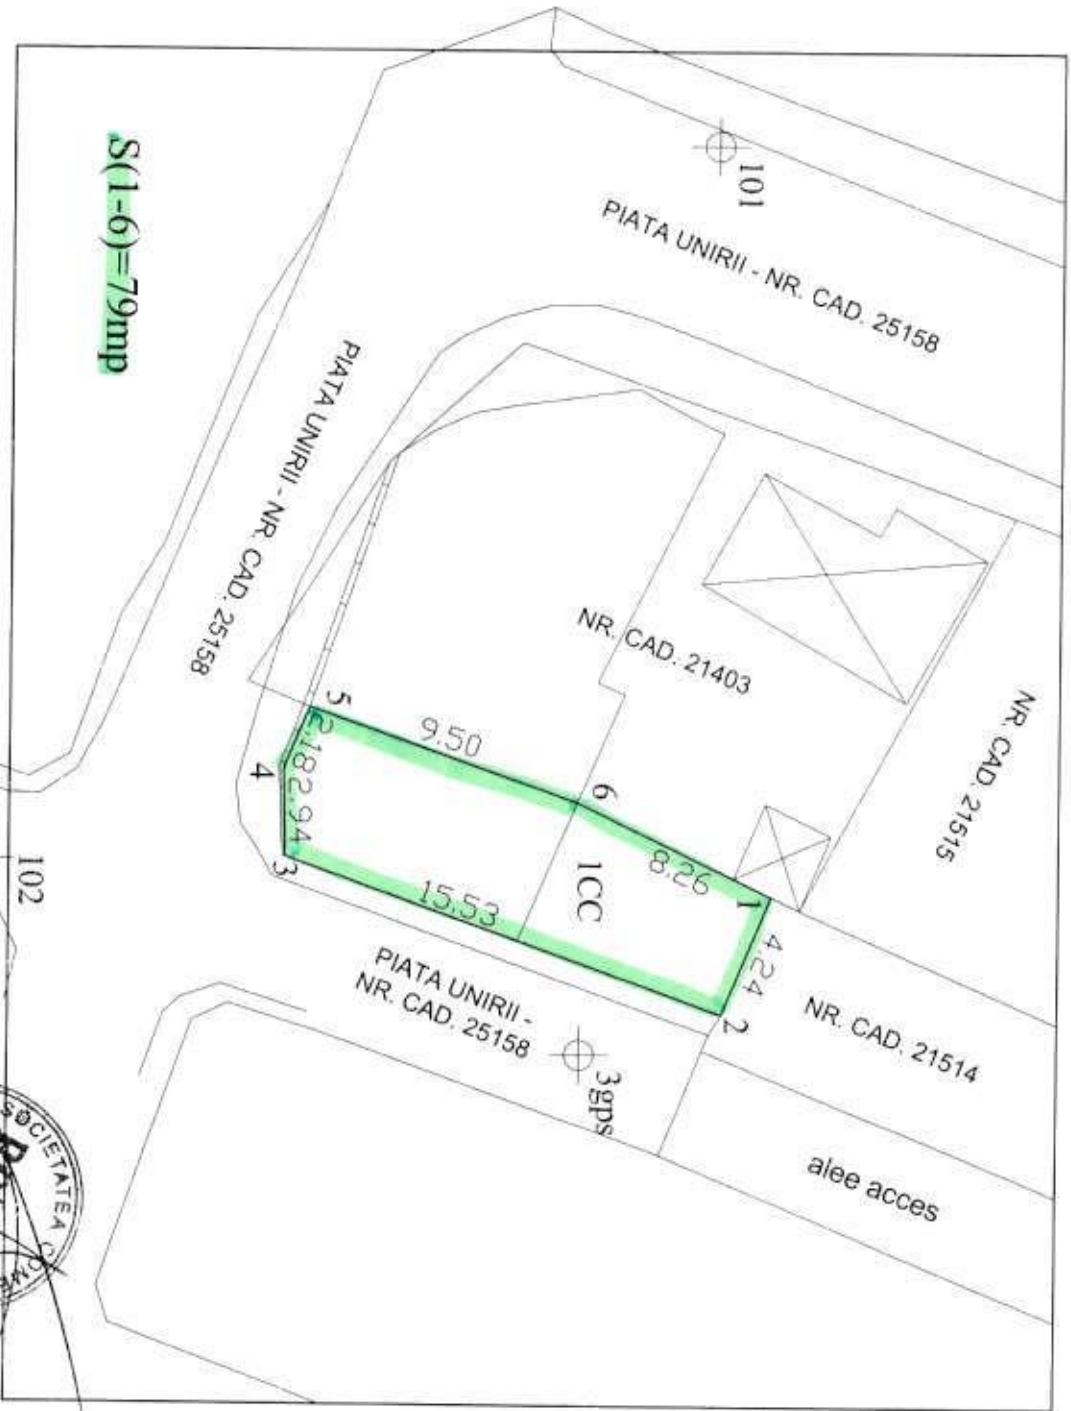 101
PIATA UNIRII - NR. CAD. 25158
S(1-6)=79mp
PIATA UNIRII - NR. CAD. 25158
NR. CAD. 21403
NR. CAD. 21515
5
9.50
6
8.26
1
4.24
2
15.53
3
2.94
4
2.18
1CC
NR. CAD. 21514
alee acces
PIATA UNIRII -
NR. CAD. 25158
3gps
102
SOCIETATEA